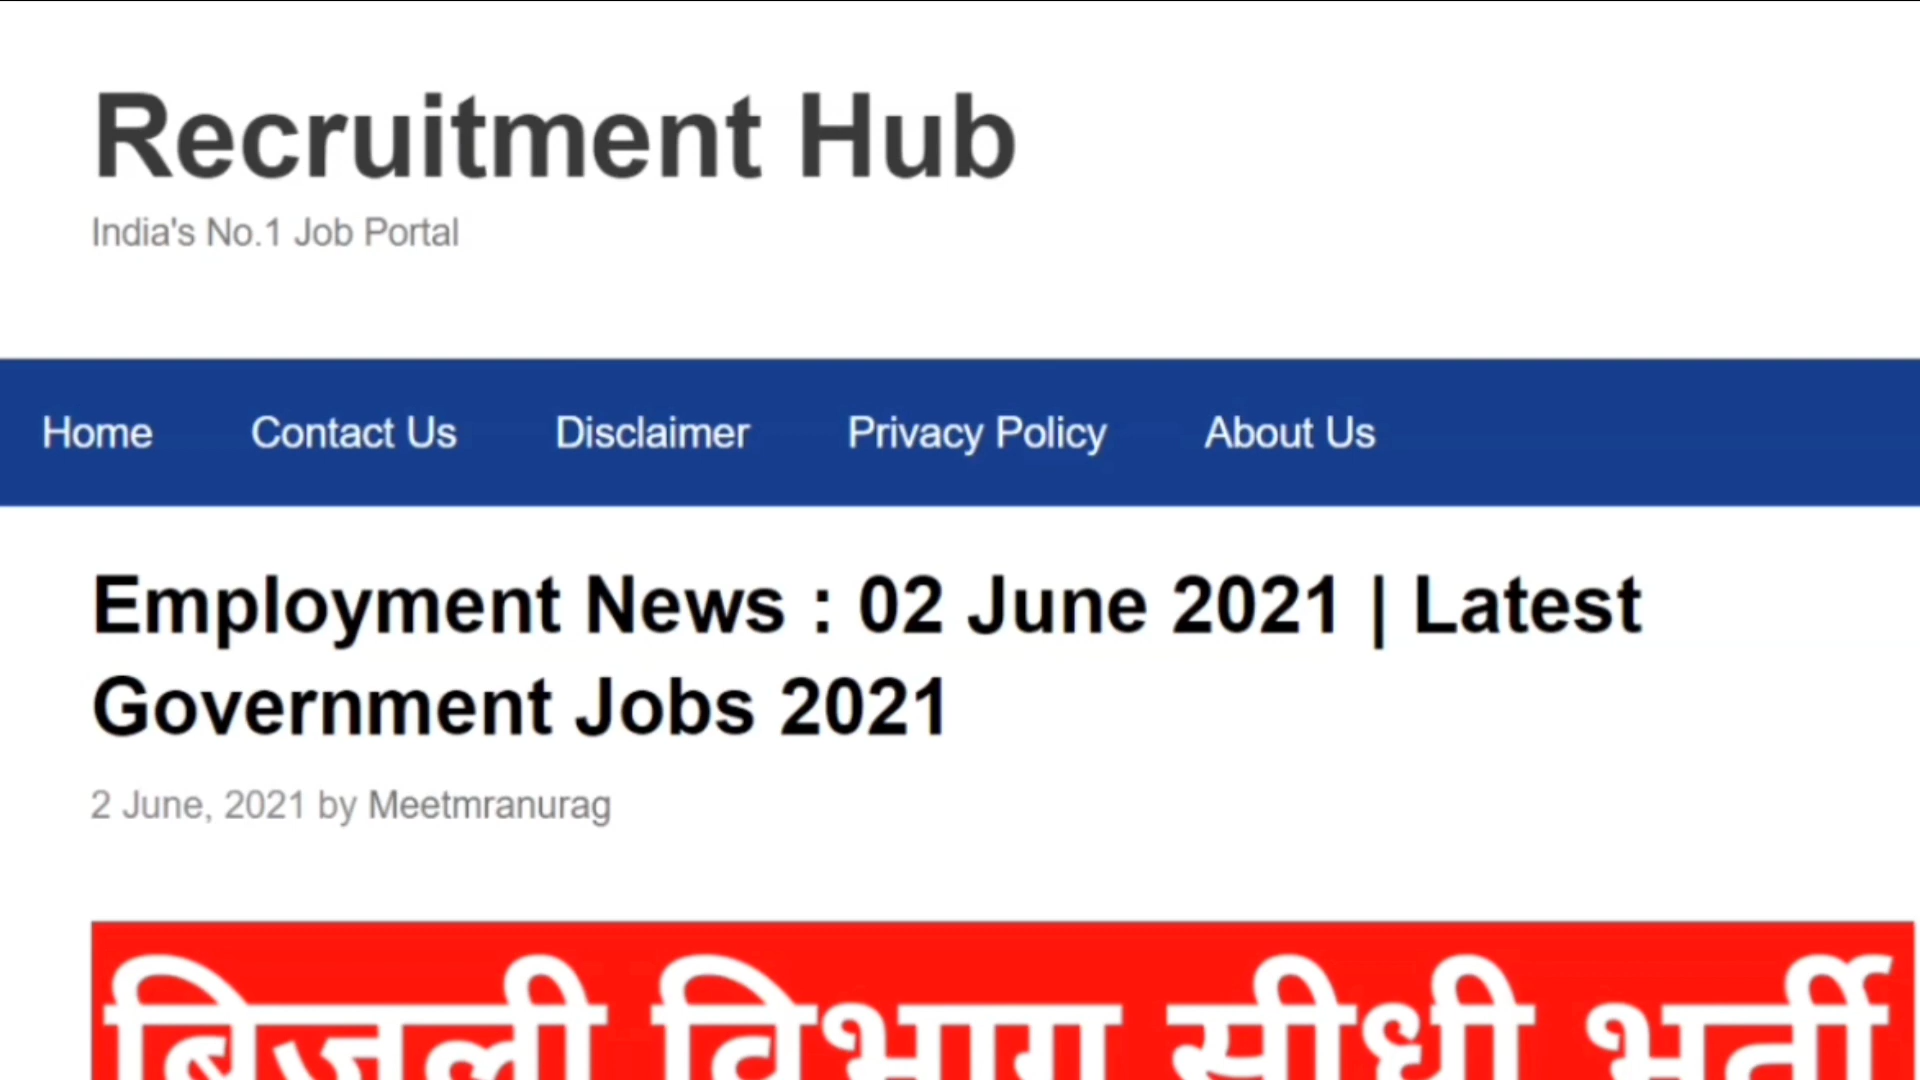 Recruitment Hub
India's No.1 Job Portal
Home Contact Us Disclaimer Privacy Policy About Us
Employment News : 02 June 2021 | Latest
Government Jobs 2021
2 June, 2021 by Meetmranurag
बिजली विभाग सीधी भर्ती